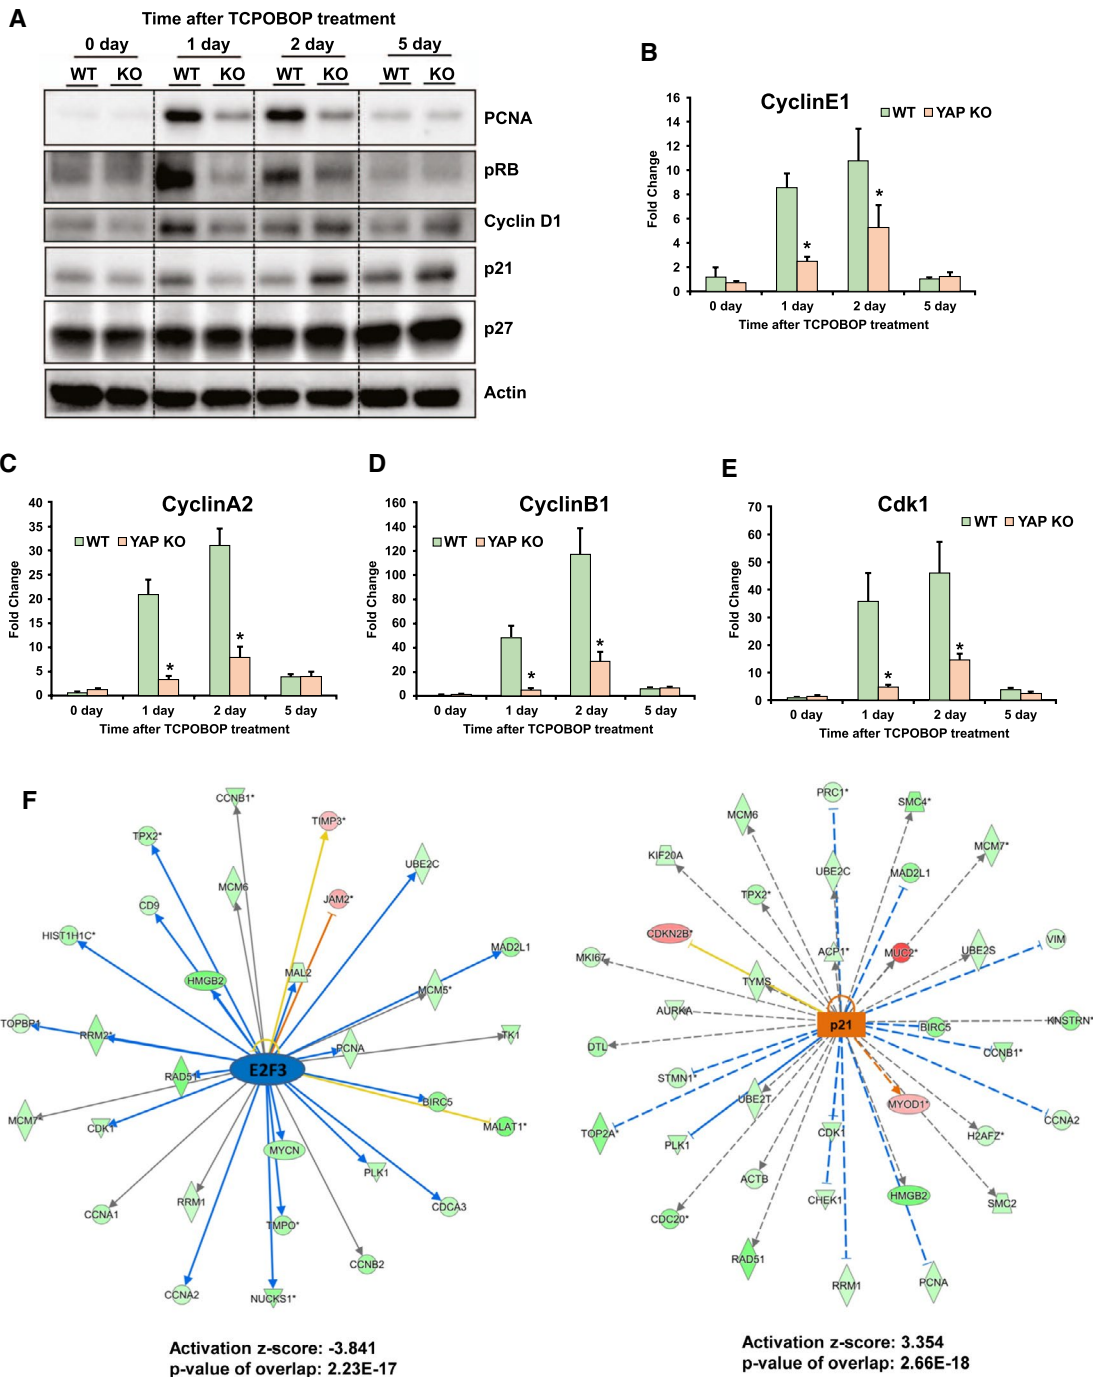 A
Time after TCPOBOP treatment
0 day 1 day 2 day 5 day
WT KO WT KO WT KO WT KO
PCNA
pRB
Cyclin D1
p21
p27
Actin
B
CyclinE1
WT YAP KO
Fold Change
16
14
12
10
8
6
4
2
0
*
*
0 day 1 day 2 day 5 day
Time after TCPOBOP treatment
C
CyclinA2
WT YAP KO
Fold Change
40
35
30
25
20
15
10
5
0
*
*
0 day 1 day 2 day 5 day
Time after TCPOBOP treatment
D
CyclinB1
WT YAP KO
Fold Change
160
140
120
100
80
60
40
20
0
*
*
0 day 1 day 2 day 5 day
Time after TCPOBOP treatment
E
Cdk1
WT YAP KO
Fold Change
70
60
50
40
30
20
10
0
*
*
0 day 1 day 2 day 5 day
Time after TCPOBOP treatment
F
CCNB1*
TIMP3*
TPX2*
UBE2C
MCM6
JAM2*
CD9
HIST1H1C*
MAD2L1
MAL2
HMGB2
MCM5*
TOPBP1
RRM2*
TK1
PCNA
E2F3
RAD51
BIRC5
MCM7*
CDK1
MALAT1*
MYCN
PLK1
RRM1
CDCA3
CCNA1
TMPO*
CCNB2
CCNA2
NUCKS1*
Activation z-score: -3.841
p-value of overlap: 2.23E-17
PRC1*
SMC4*
MCM6
MCM7*
KIF20A
UBE2C
MAD2L1
TPX2*
CDKN2B*
VIM
ACP1*
MUC2*
UBE2S
MKI67
TYMS
AURKA
p21
BIRC5
KNSTRN*
DTL
CCNB1*
STMN1*
UBE2T
MYOD1*
CCNA2
TOP2A*
PLK1
CDK1
H2AFZ*
ACTB
CHEK1
HMGB2
SMC2
CDC20*
RAD51
RRM1
PCNA
Activation z-score: 3.354
p-value of overlap: 2.66E-18